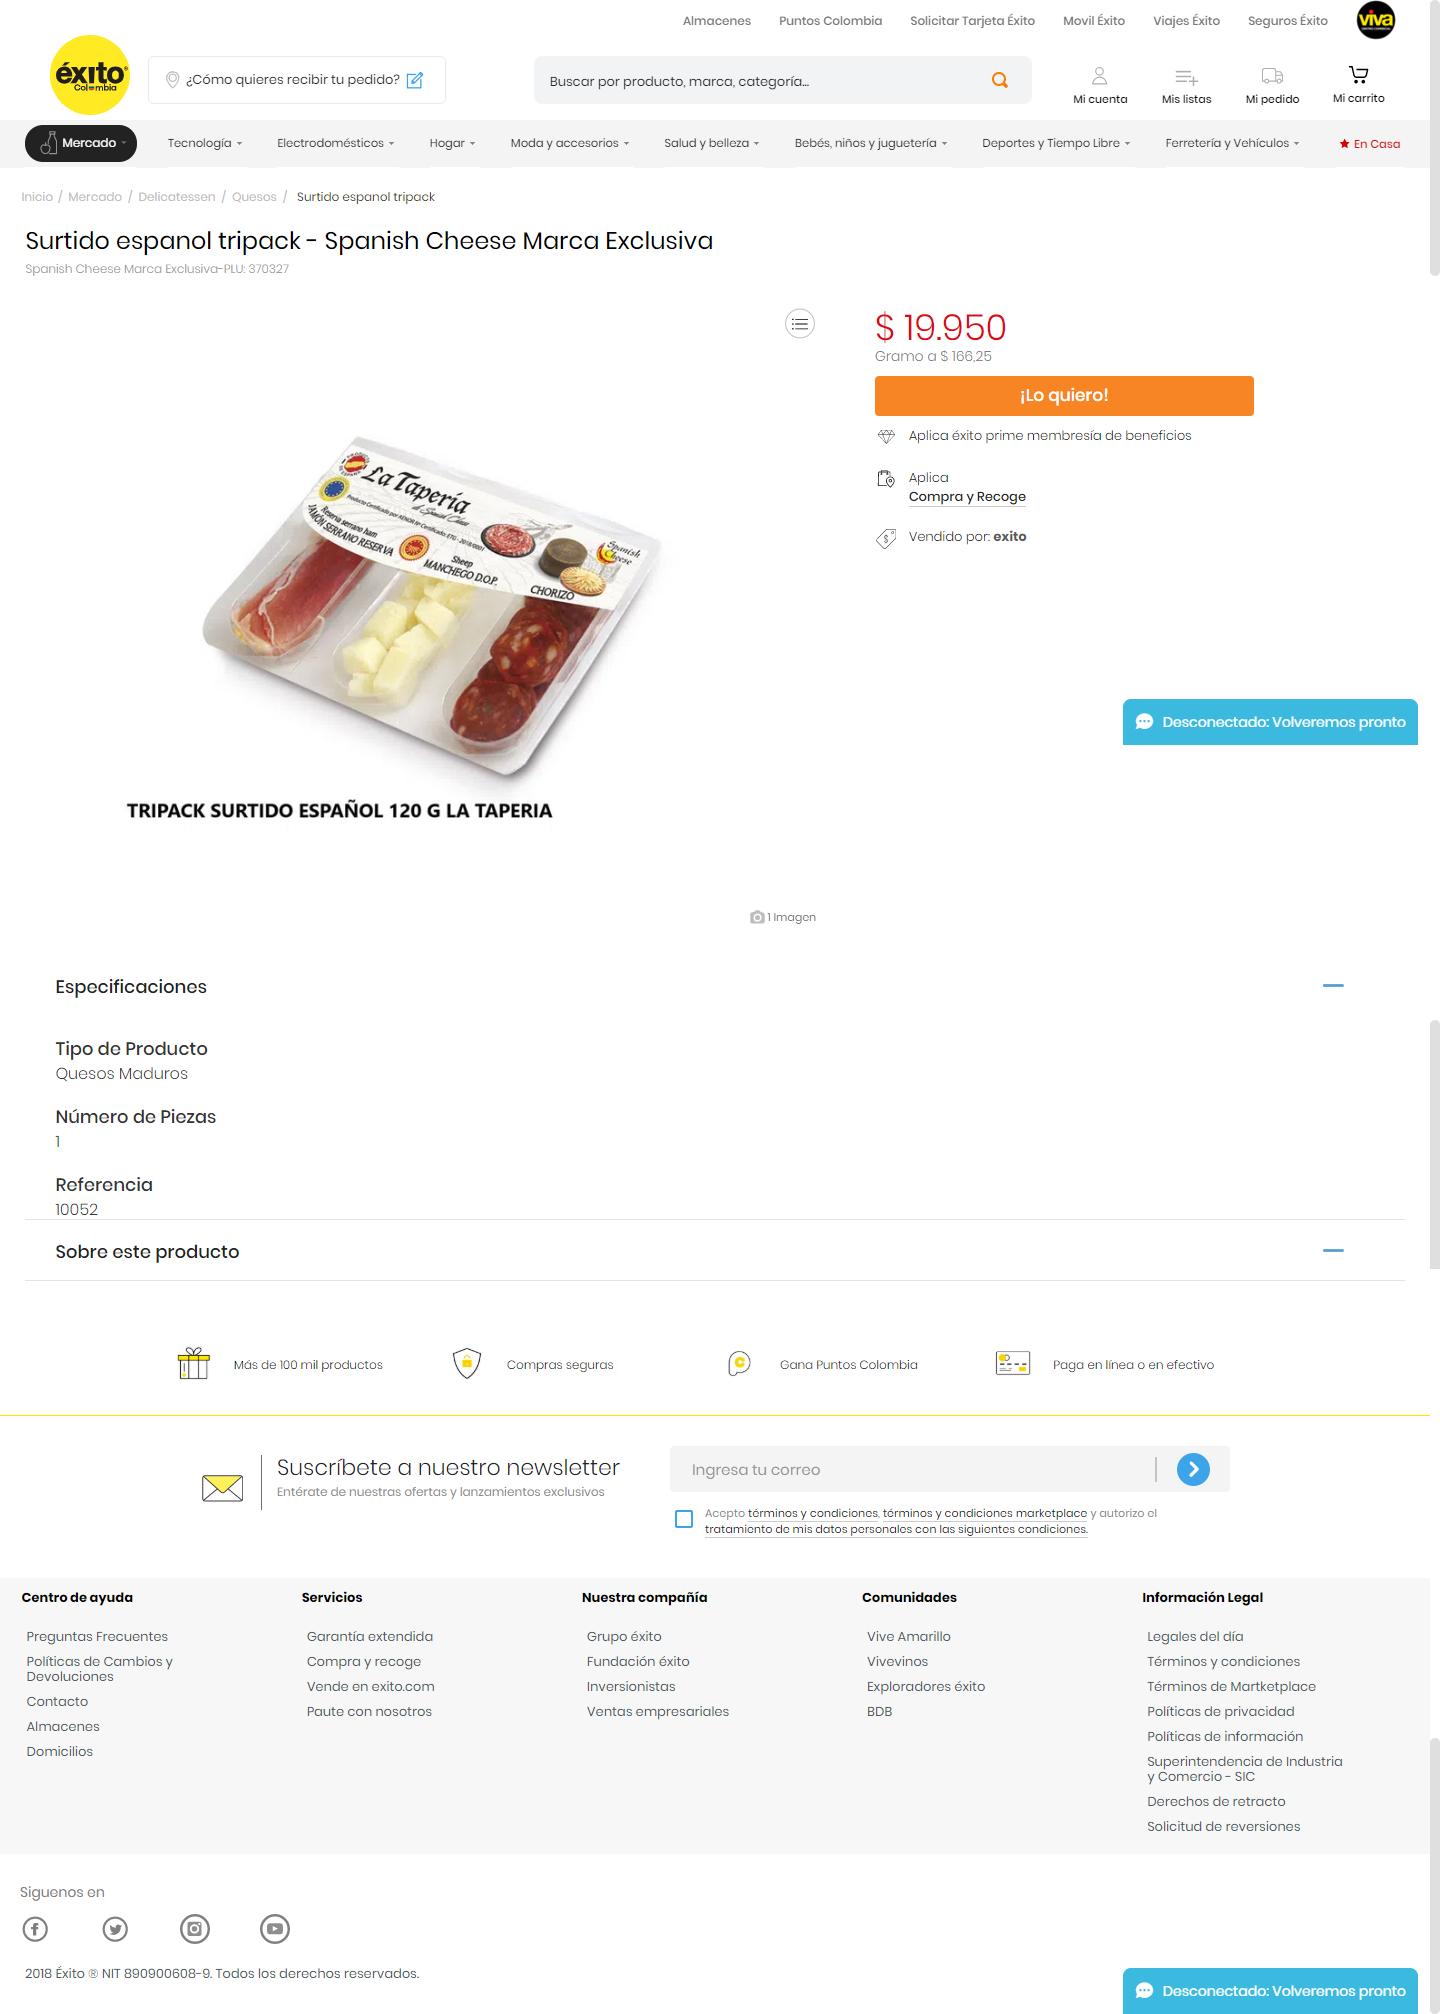 Almacenes Puntos Colombia Solicitar Tarjeta Éxito Movil Éxito Viajes Éxito Seguros Éxito viva
éxito
Colombia
¿Cómo quieres recibir tu pedido?
Buscar por producto, marca, categoría...
Mi cuenta Mis listas Mi pedido Mi carrito
Mercado Tecnología Electrodomésticos Hogar Moda y accesorios Salud y belleza Bebés, niños y juguetería Deportes y Tiempo Libre Ferretería y Vehículos En Casa
Inicio / Mercado / Delicatessen / Quesos / Surtido espanol tripack
Surtido espanol tripack - Spanish Cheese Marca Exclusiva
Spanish Cheese Marca Exclusiva-PLU: 370327
$ 19.950
Gramo a $ 166,25
¡Lo quiero!
Aplica éxito prime membresía de beneficios
Aplica
Compra y Recoge
Vendido por: exito
La Tapería
de Spanish Cheese
Reserva serrano ham
JAMÓN SERRANO RESERVA
Sheep
MANCHEGO D.O.P.
CHORIZO
Spanish
Cheese
Desconectado: Volveremos pronto
TRIPACK SURTIDO ESPAÑOL 120 G LA TAPERIA
1 Imagen
Especificaciones
Tipo de Producto
Quesos Maduros
Número de Piezas
1
Referencia
10052
Sobre este producto
Más de 100 mil productos Compras seguras Gana Puntos Colombia Paga en línea o en efectivo
Suscríbete a nuestro newsletter
Entérate de nuestras ofertas y lanzamientos exclusivos
Ingresa tu correo
Acepto términos y condiciones, términos y condiciones marketplace y autorizo el
tratamiento de mis datos personales con las siguientes condiciones.
Centro de ayuda
Preguntas Frecuentes
Políticas de Cambios y
Devoluciones
Contacto
Almacenes
Domicilios
Servicios
Garantía extendida
Compra y recoge
Vende en exito.com
Paute con nosotros
Nuestra compañía
Grupo éxito
Fundación éxito
Inversionistas
Ventas empresariales
Comunidades
Vive Amarillo
Vivevinos
Exploradores éxito
BDB
Información Legal
Legales del día
Términos y condiciones
Términos de Martketplace
Políticas de privacidad
Políticas de información
Superintendencia de Industria
y Comercio - SIC
Derechos de retracto
Solicitud de reversiones
Siguenos en
2018 Éxito ® NIT 890900608-9. Todos los derechos reservados.
Desconectado: Volveremos pronto